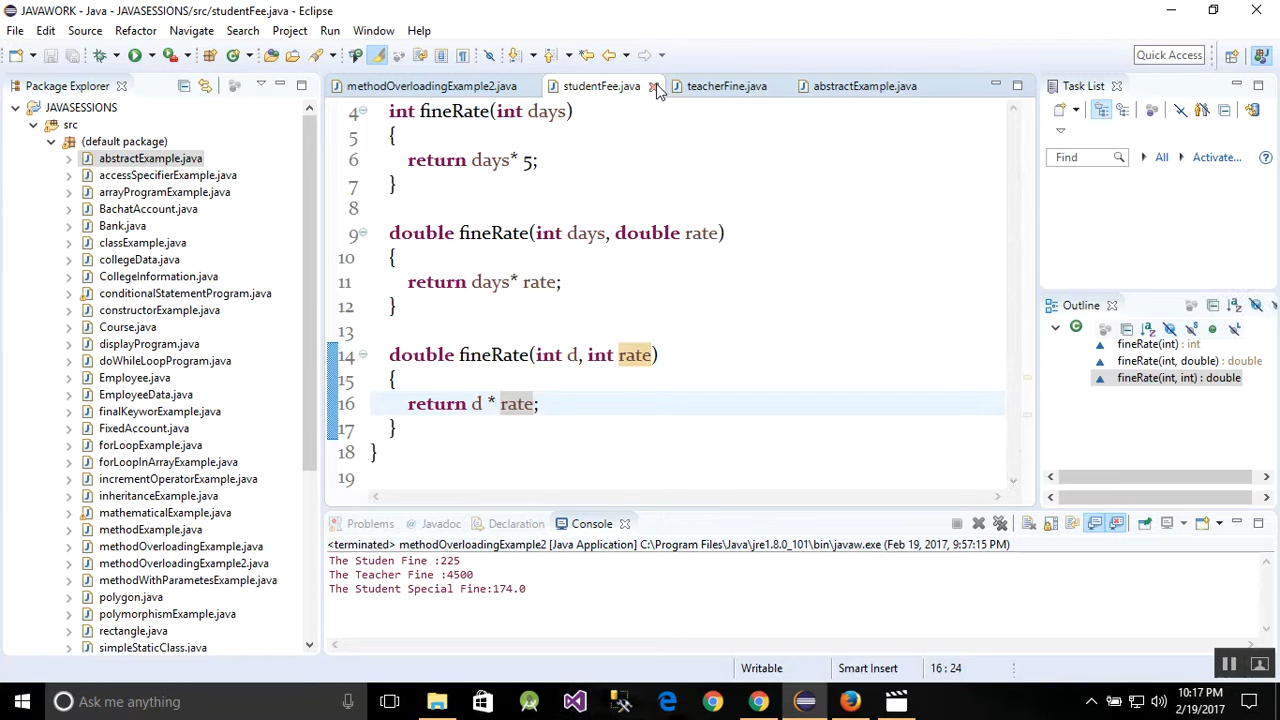 JAVAWORK - Java - JAVASESSIONS/src/studentFee.java - Eclipse
File Edit Source Refactor Navigate Search Project Run Window Help
Quick Access
Package Explorer
JAVASESSIONS
src
(default package)
abstractExample.java
accessSpecifierExample.java
arrayProgramExample.java
BachatAccount.java
Bank.java
classExample.java
collegeData.java
CollegeInformation.java
conditionalStatementProgram.java
constructorExample.java
Course.java
displayProgram.java
doWhileLoopProgram.java
Employee.java
EmployeeData.java
finalKeyworExample.java
FixedAccount.java
forLoopExample.java
forLoopInArrayExample.java
incrementOperatorExample.java
inheritanceExample.java
mathematicalExample.java
methodExample.java
methodOverloadingExample.java
methodOverloadingExample2.java
methodWithParametesExample.java
polygon.java
polymorphismExample.java
rectangle.java
simpleStaticClass.java
methodOverloadingExample2.java studentFee.java teacherFine.java abstractExample.java
4 int fineRate(int days)
5 {
6 return days* 5;
7 }
8
9 double fineRate(int days, double rate)
10 {
11 return days* rate;
12 }
13
14 double fineRate(int d, int rate)
15 {
16 return d * rate;
17 }
18 }
19
Problems Javadoc Declaration Console
<terminated> methodOverloadingExample2 [Java Application] C:\Program Files\Java\jre1.8.0_101\bin\javaw.exe (Feb 19, 2017, 9:57:15 PM)
The Studen Fine :225
The Teacher Fine :4500
The Student Special Fine:174.0
Task List
Find All Activate...
Outline
fineRate(int) : int
fineRate(int, double) : double
fineRate(int, int) : double
Writable Smart Insert 16 : 24
Ask me anything
10:17 PM
2/19/2017